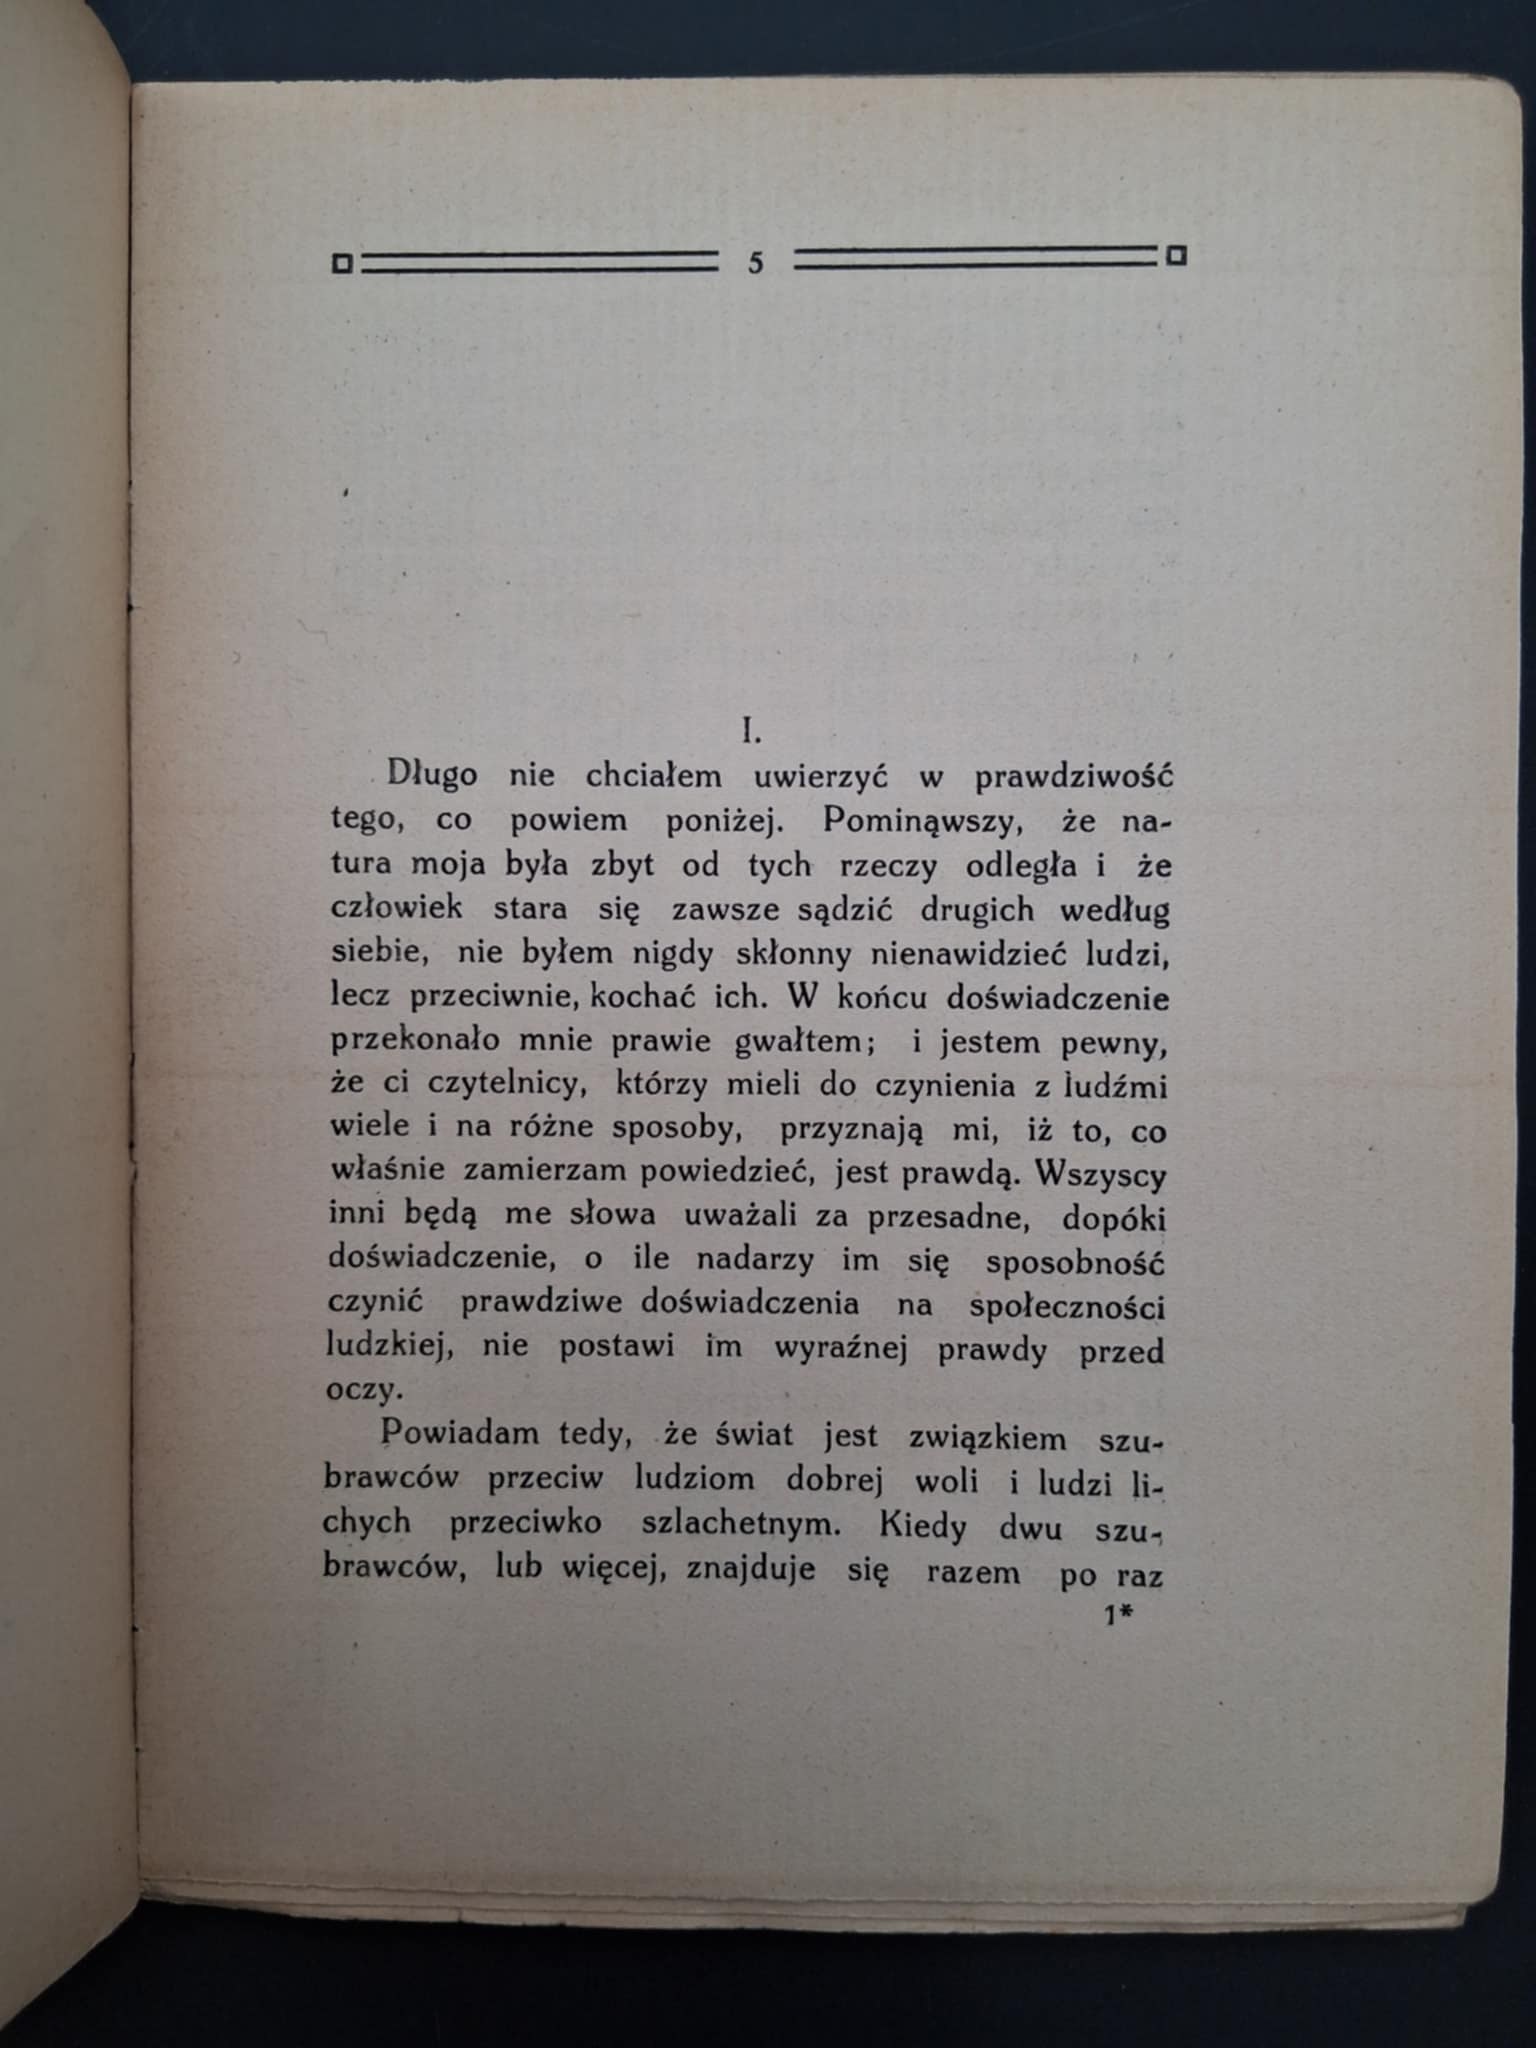 5
I.
Długo nie chciałem uwierzyć w prawdziwość
tego, co powiem poniżej. Pominąwszy, że na-
tura moja była zbyt od tych rzeczy odległa i że
człowiek stara się zawsze sądzić drugich według
siebie, nie byłem nigdy skłonny nienawidzieć ludzi,
lecz przeciwnie, kochać ich. W końcu doświadczenie
przekonało mnie prawie gwałtem; i jestem pewny,
że ci czytelnicy, którzy mieli do czynienia z ludźmi
wiele i na różne sposoby, przyznają mi, iż to, co
właśnie zamierzam powiedzieć, jest prawdą. Wszyscy
inni będą me słowa uważali za przesadne, dopóki
doświadczenie, o ile nadarzy im się sposobność
czynić prawdziwe doświadczenia na społeczności
ludzkiej, nie postawi im wyraźnej prawdy przed
oczy.
Powiadam tedy, że świat jest związkiem szu-
brawców przeciw ludziom dobrej woli i ludzi li-
chych przeciwko szlachetnym. Kiedy dwu szu-
brawców, lub więcej, znajduje się razem po raz
1*